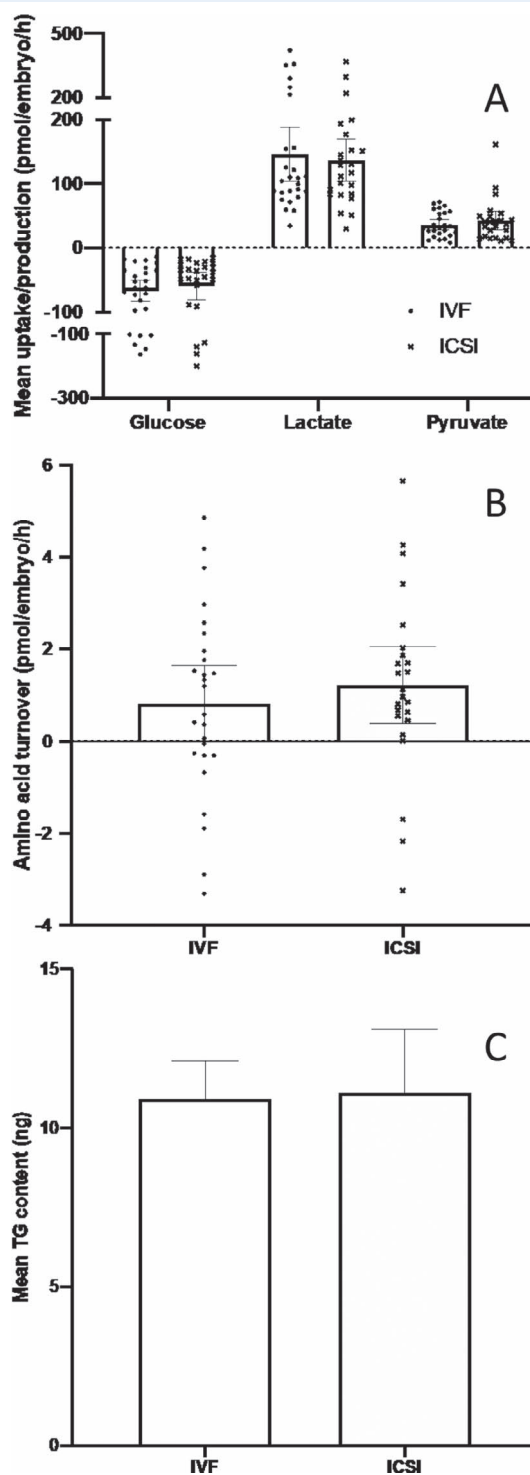 A
Mean uptake/production (pmol/embryo/h)
500
200
200
100
0
-100
-100
-300
IVF
ICSI
Glucose Lactate Pyruvate
B
Amino acid turnover (pmol/embryo/h)
6
4
2
0
-2
-4
IVF ICSI
C
Mean TG content (ng)
15
10
5
0
IVF ICSI